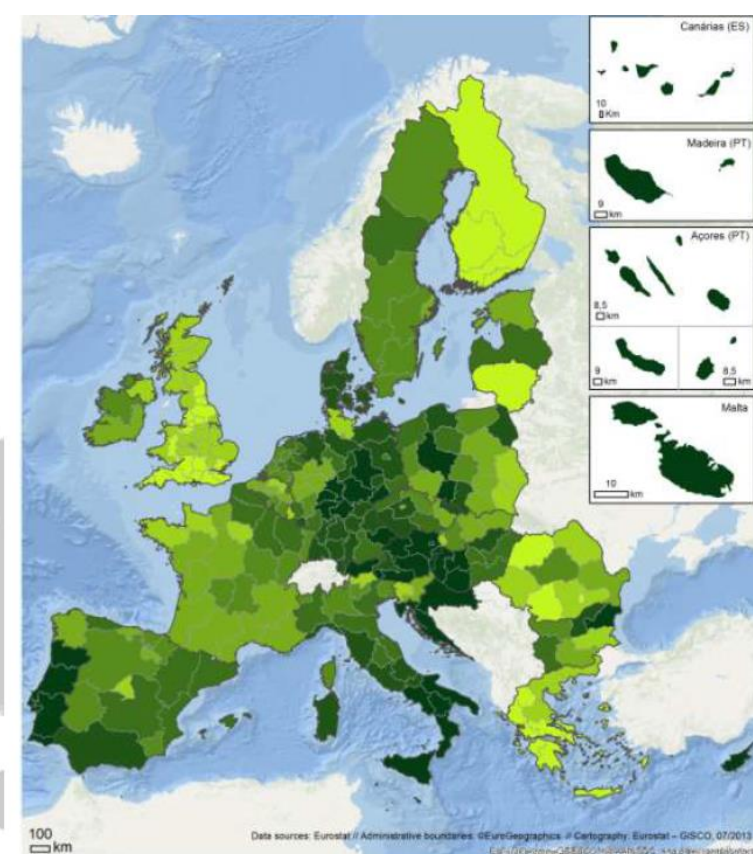 Canárias (ES)
10
Km
Madeira (PT)
9
km
Açores (PT)
8,5
km
9
km
8,5
km
Malta
10
km
100
km
Data sources: Eurostat // Administrative boundaries: ©EuroGeographics // Cartography: Eurostat – GISCO, 07/2013